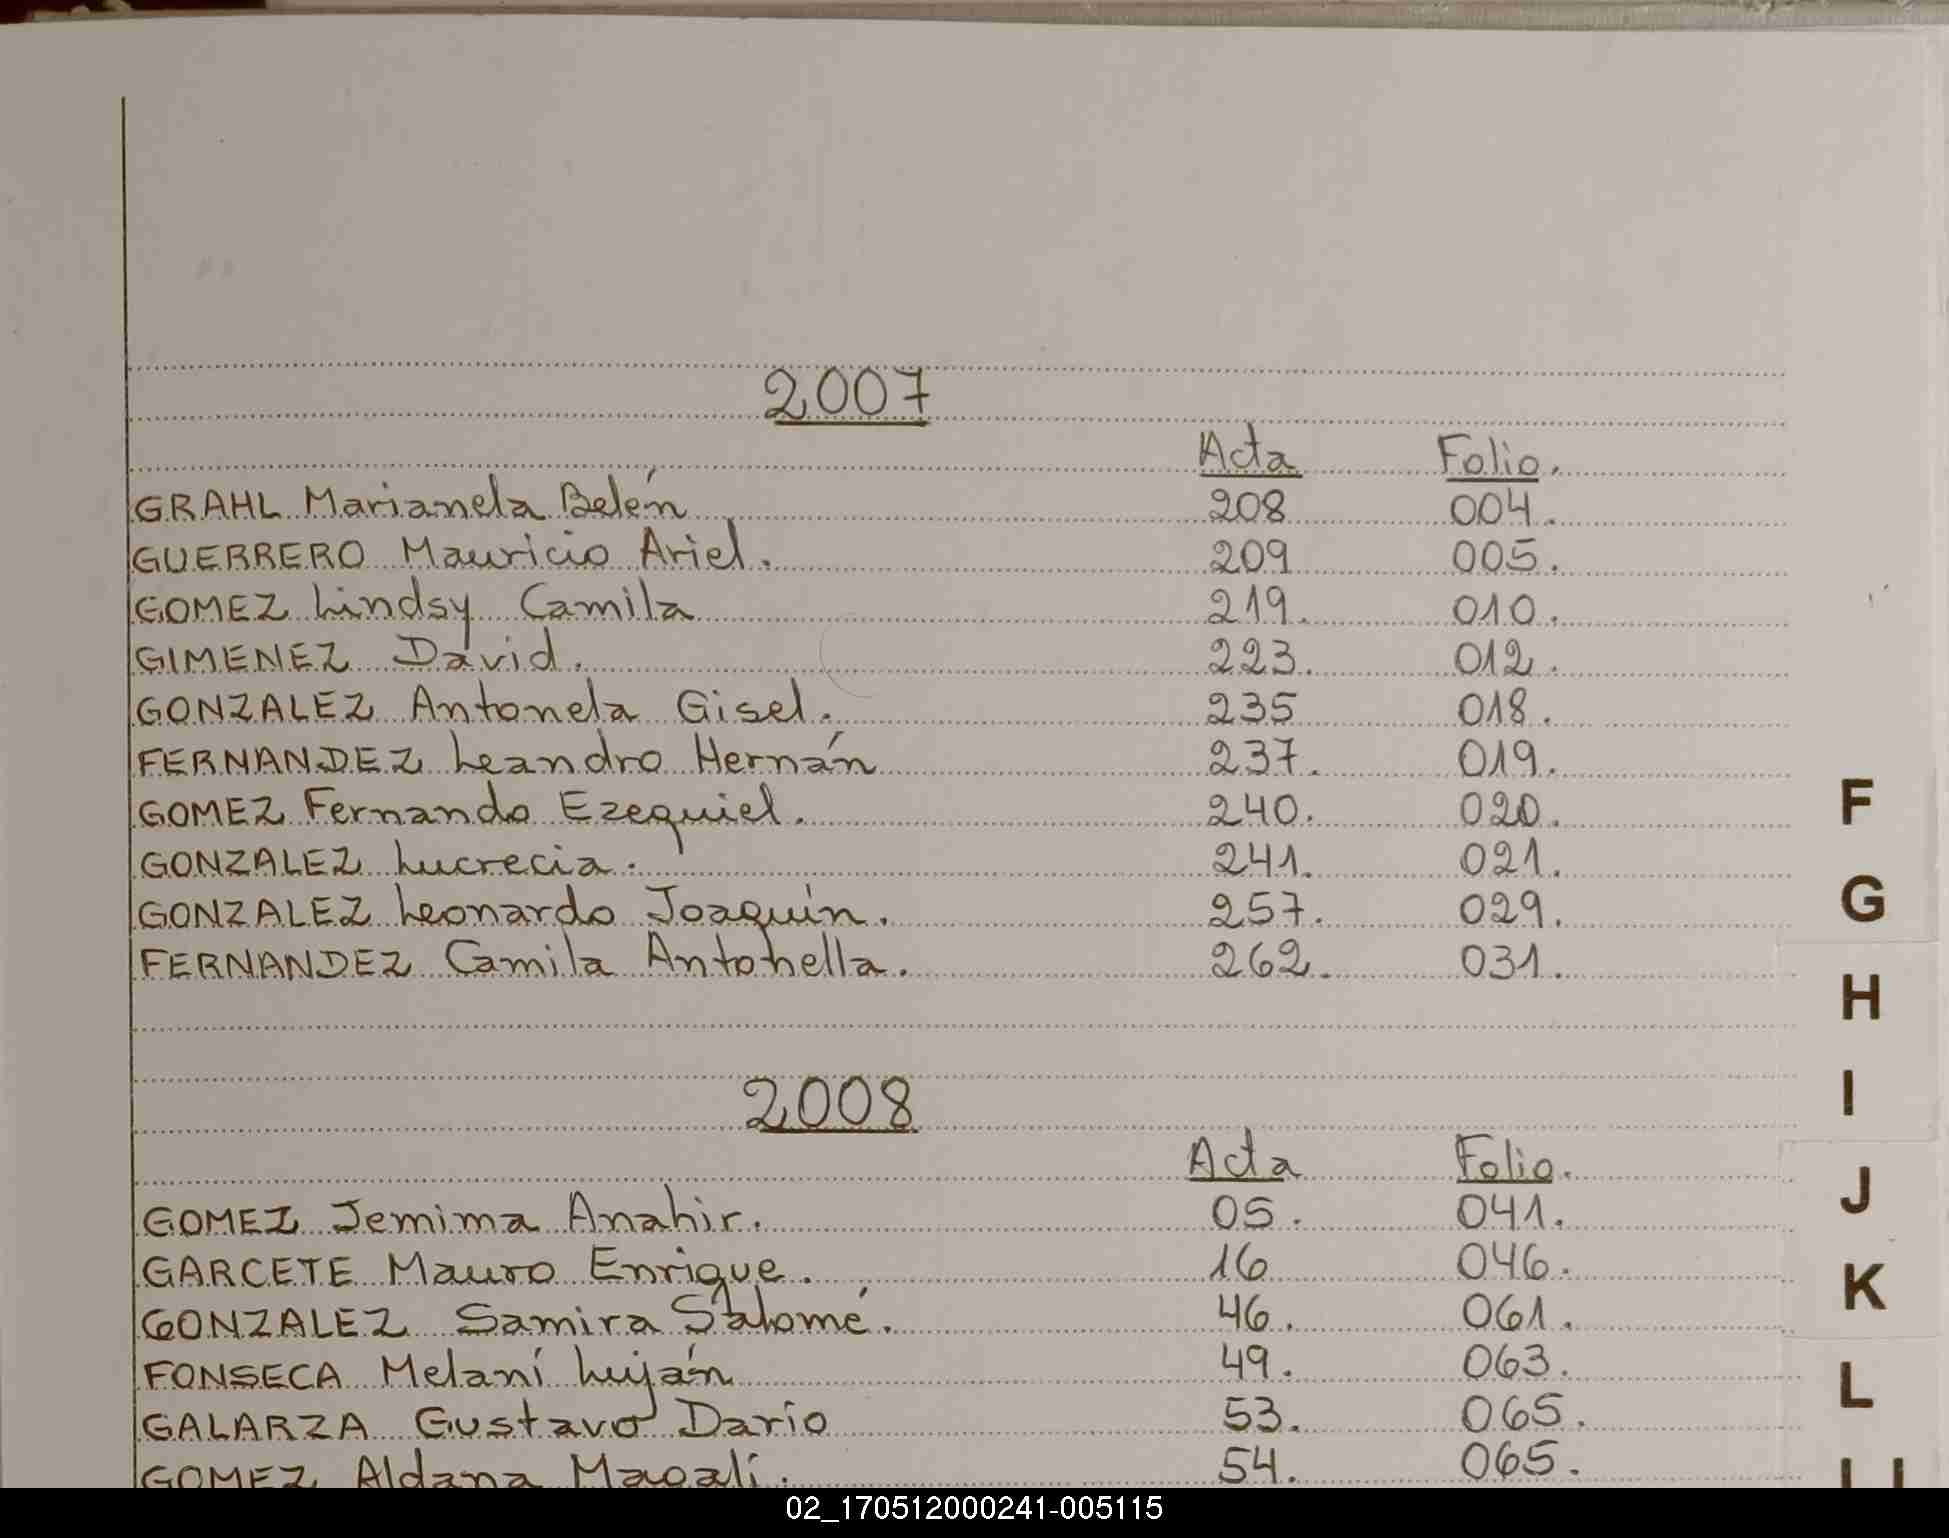 2007
Acta Folio.
GRAHL Marianela Belén 208 004.
GUERRERO Mauricio Ariel. 209 005.
GOMEZ Lindsy Camila 219. 010.
GIMENEZ David. 223. 012.
GONZALEZ Antonela Gisel. 235 018.
FERNANDEZ Leandro Hernán 237. 019.
GOMEZ Fernando Ezequiel. 240. 020.
F
GONZALEZ Lucrecia. 241. 021.
GONZALEZ Leonardo Joaquín. 257. 029.
G
FERNANDEZ Camila Antonella. 262. 031.
H
I
2008
Acta Folio.
J
GOMEZ Jemima Anahir. 05. 041.
GARCETE Mauro Enrique. 16 046.
K
GONZALEZ Samira Salomé. 46. 061.
FONSECA Melaní Luján 49. 063.
L
GALARZA Gustavo Darío 53. 065.
GOMEZ Aldana Magalí. 54. 065.
02_170512000241-005115